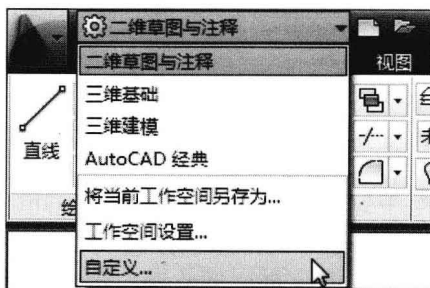 二维草图与注释
视图
二维草图与注释
三维基础
三维建模
AutoCAD 经典
直线
将当前工作空间另存为...
工作空间设置...
自定义...